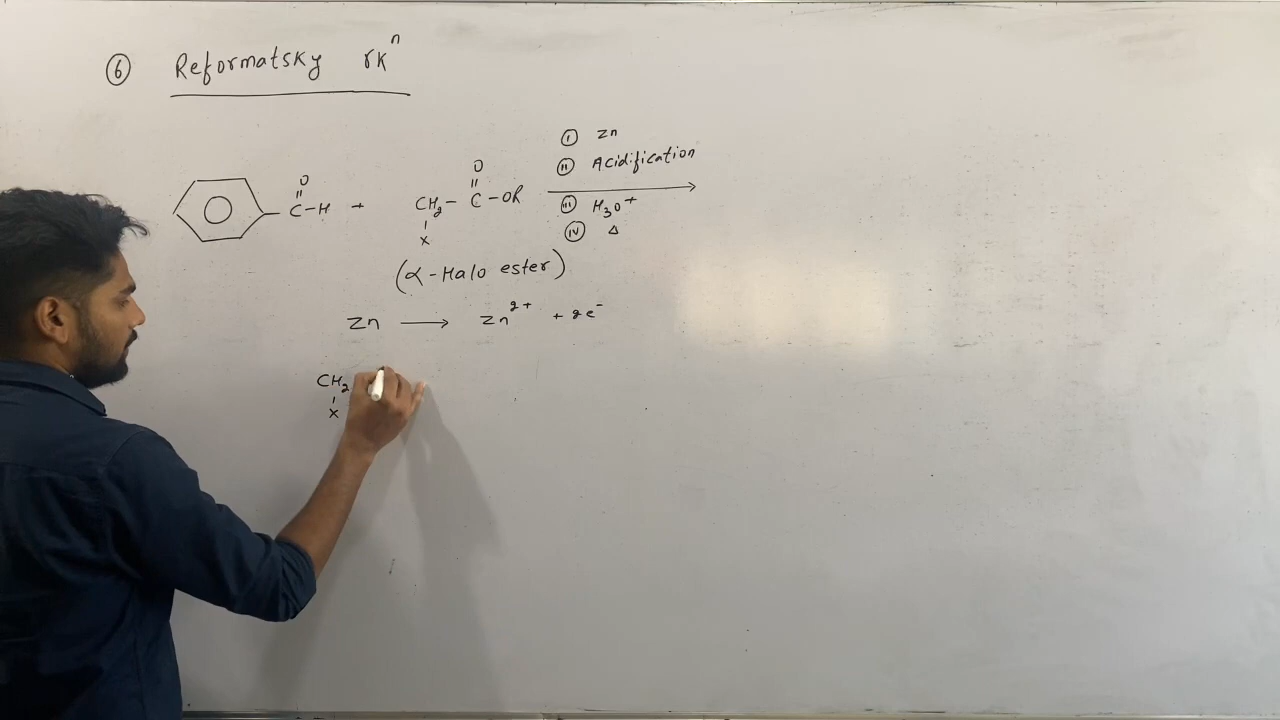 ⑥ Reformatsky rxⁿ
Ⓘ Zn
Ⓘⓘ Acidification
O
||
C-H + CH₂-C-OR
O
||
X
Ⓘⓘⓘ H₃O⁺
Ⓘⓥ Δ
(α-Halo ester)
Zn ⟶ Zn²⁺ + 2e⁻
CH₂
X